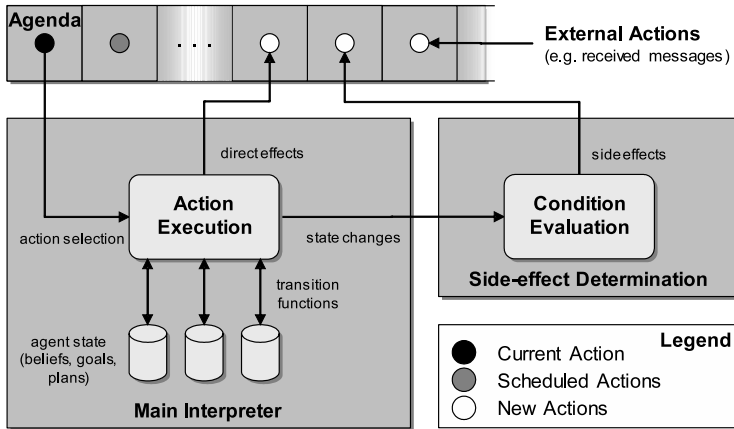 Agenda
. . .
External Actions
(e.g. received messages)
direct effects
side effects
Action
Execution
Condition
Evaluation
action selection
state changes
Side-effect Determination
transition
functions
agent state
(beliefs, goals,
plans)
Main Interpreter
Legend
Current Action
Scheduled Actions
New Actions